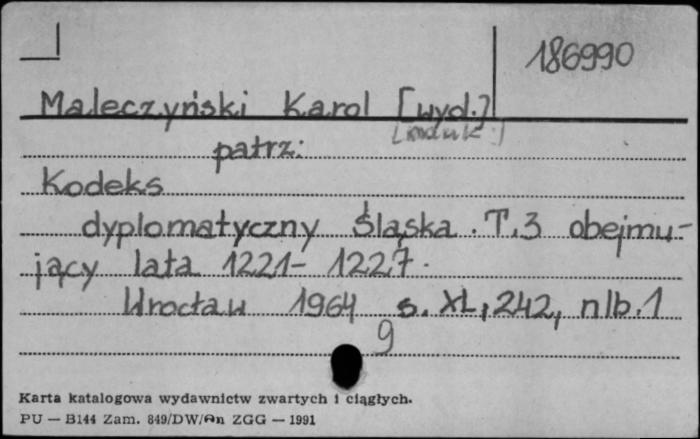 186990
Maleczyński Karol [wyd.]
patrz:
Kodeks
dyplomatyczny Śląska. T.3 obejmu-
jący lata 1221-1227.
Wrocław 1964 s. XL, 242, nlb. 1
9
Karta katalogowa wydawnictw zwartych i ciągłych.
PU — B144 Zam. 849/DW/An ZGG — 1991